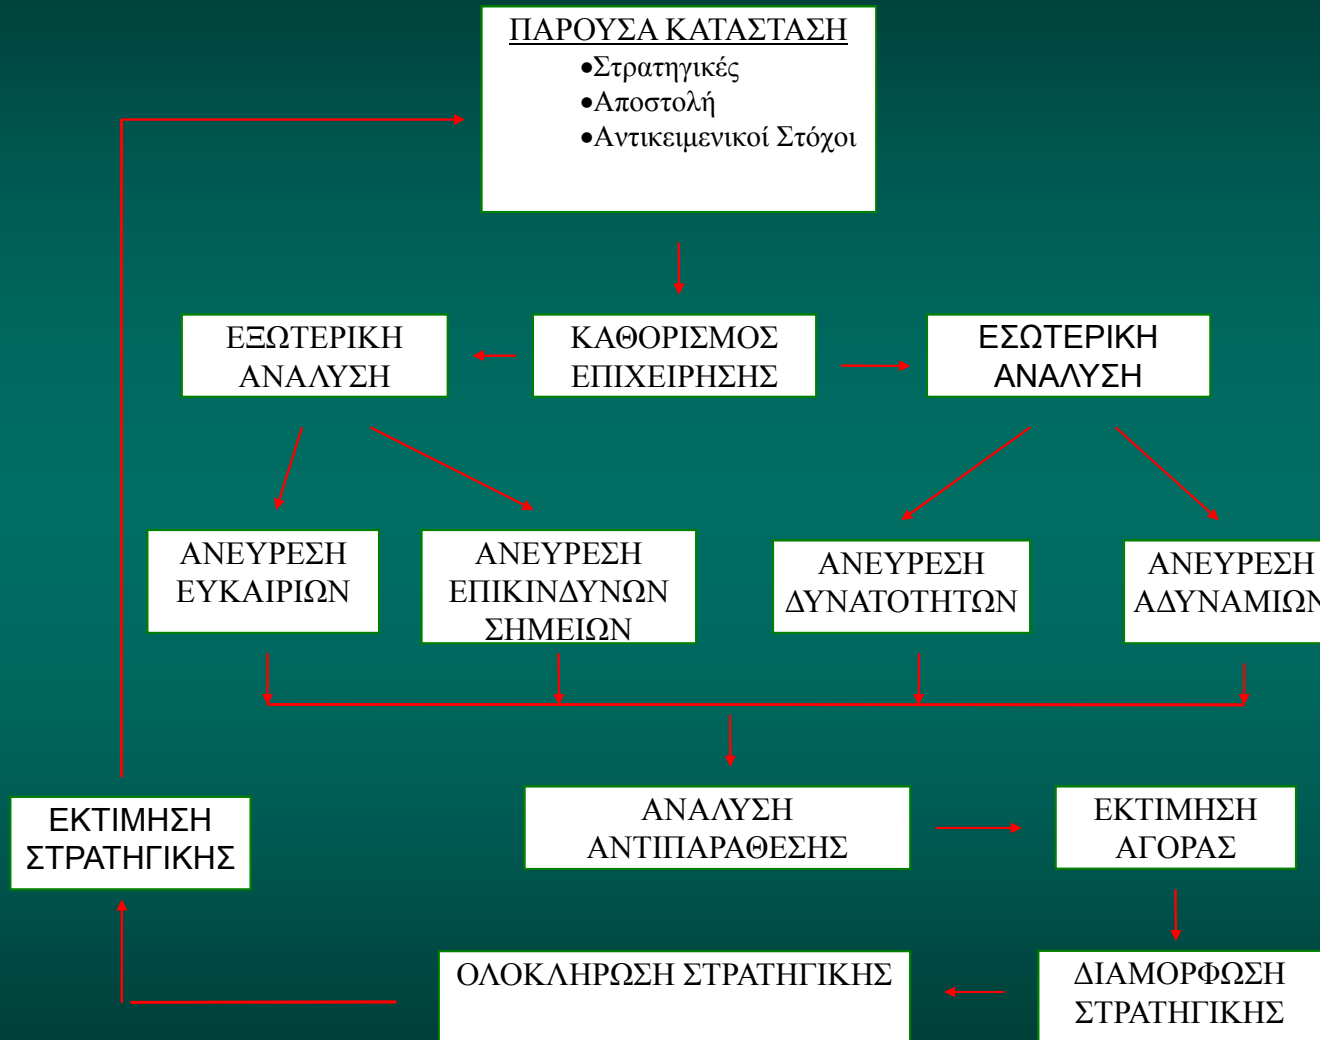 ΠΑΡΟΥΣΑ ΚΑΤΑΣΤΑΣΗ
•Στρατηγικές
•Αποστολή
•Αντικειμενικοί Στόχοι
ΕΞΩΤΕΡΙΚΗ
ΑΝΑΛΥΣΗ
ΚΑΘΟΡΙΣΜΟΣ
ΕΠΙΧΕΙΡΗΣΗΣ
ΕΣΩΤΕΡΙΚΗ
ΑΝΑΛΥΣΗ
ΑΝΕΥΡΕΣΗ
ΕΥΚΑΙΡΙΩΝ
ΑΝΕΥΡΕΣΗ
ΕΠΙΚΙΝΔΥΝΩΝ
ΣΗΜΕΙΩΝ
ΑΝΕΥΡΕΣΗ
ΔΥΝΑΤΟΤΗΤΩΝ
ΑΝΕΥΡΕΣΗ
ΑΔΥΝΑΜΙΩΝ
ΑΝΑΛΥΣΗ
ΑΝΤΙΠΑΡΑΘΕΣΗΣ
ΕΚΤΙΜΗΣΗ
ΑΓΟΡΑΣ
ΕΚΤΙΜΗΣΗ
ΣΤΡΑΤΗΓΙΚΗΣ
ΟΛΟΚΛΗΡΩΣΗ ΣΤΡΑΤΗΓΙΚΗΣ
ΔΙΑΜΟΡΦΩΣΗ
ΣΤΡΑΤΗΓΙΚΗΣ